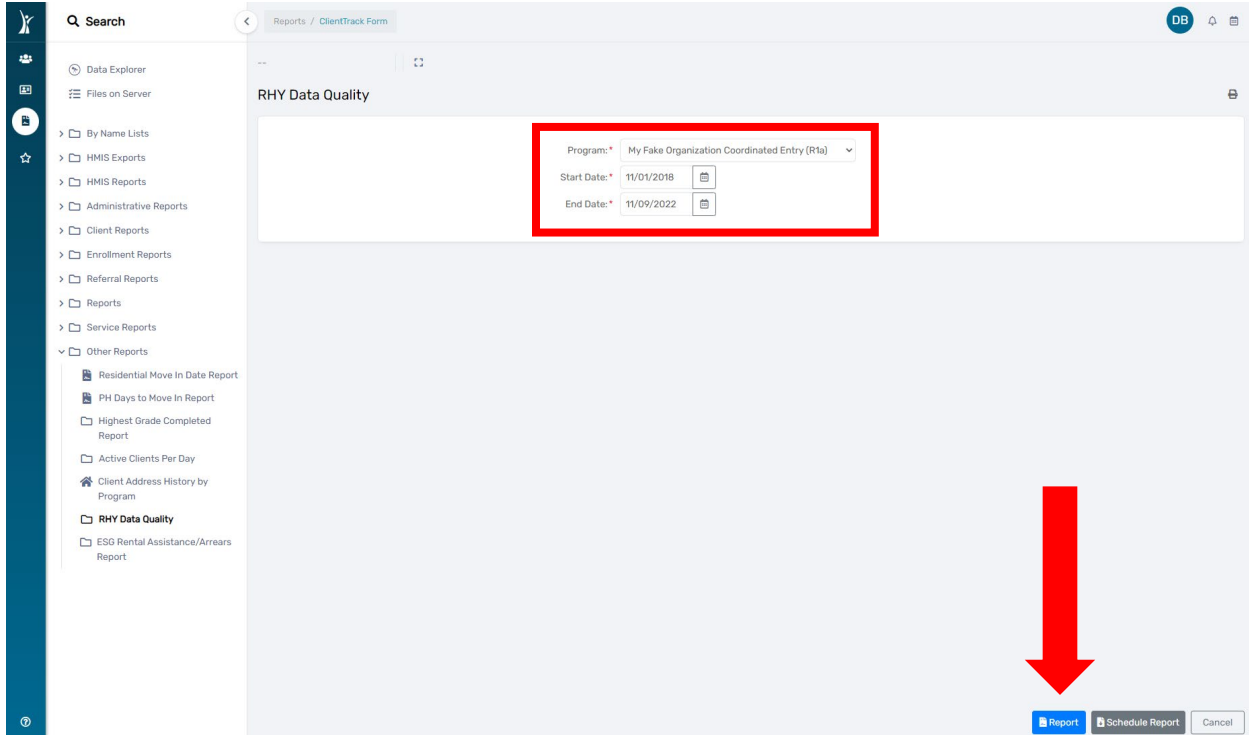 Search
Reports / ClientTrack Form
DB
Data Explorer
Files on Server
By Name Lists
HMIS Exports
HMIS Reports
Administrative Reports
Client Reports
Enrollment Reports
Referral Reports
Reports
Service Reports
Other Reports
Residential Move In Date Report
PH Days to Move In Report
Highest Grade Completed
Report
Active Clients Per Day
Client Address History by
Program
RHY Data Quality
ESG Rental Assistance/Arrears
Report
--
RHY Data Quality
Program:* My Fake Organization Coordinated Entry (R1a)
Start Date:* 11/01/2018
End Date:* 11/09/2022
Report Schedule Report Cancel